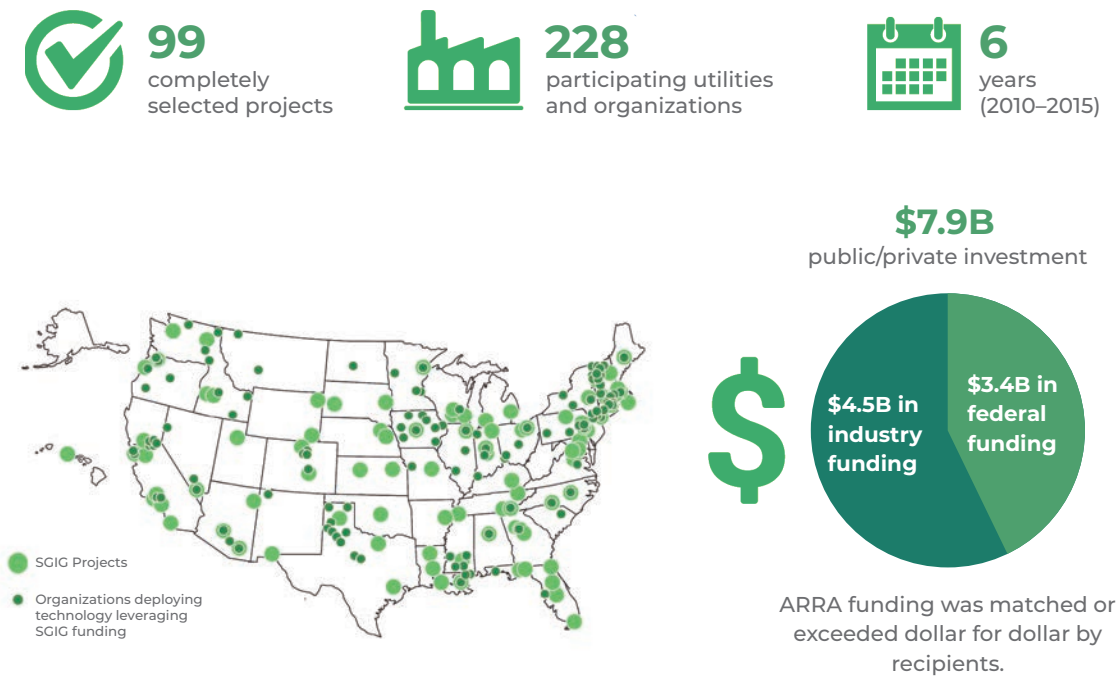 99
completely
selected projects
228
participating utilities
and organizations
6
years
(2010–2015)
$7.9B
public/private investment
$4.5B in
industry
funding
$3.4B in
federal
funding
$
SGIG Projects
Organizations deploying
technology leveraging
SGIG funding
ARRA funding was matched or
exceeded dollar for dollar by
recipients.